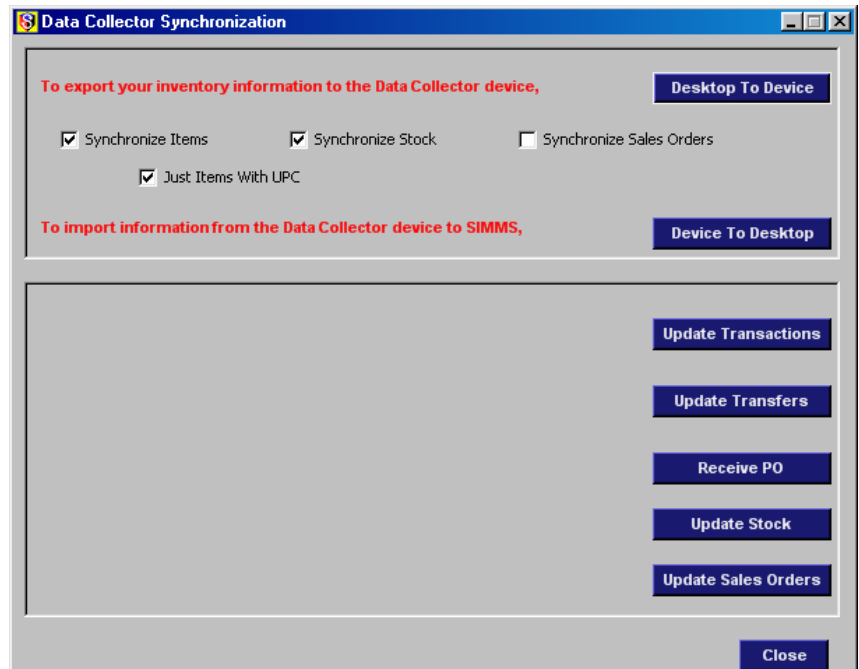 Data Collector Synchronization
To export your inventory information to the Data Collector device,
Desktop To Device
Synchronize Items
Synchronize Stock
Synchronize Sales Orders
Just Items With UPC
To import information from the Data Collector device to SIMMS,
Device To Desktop
Update Transactions
Update Transfers
Receive PO
Update Stock
Update Sales Orders
Close